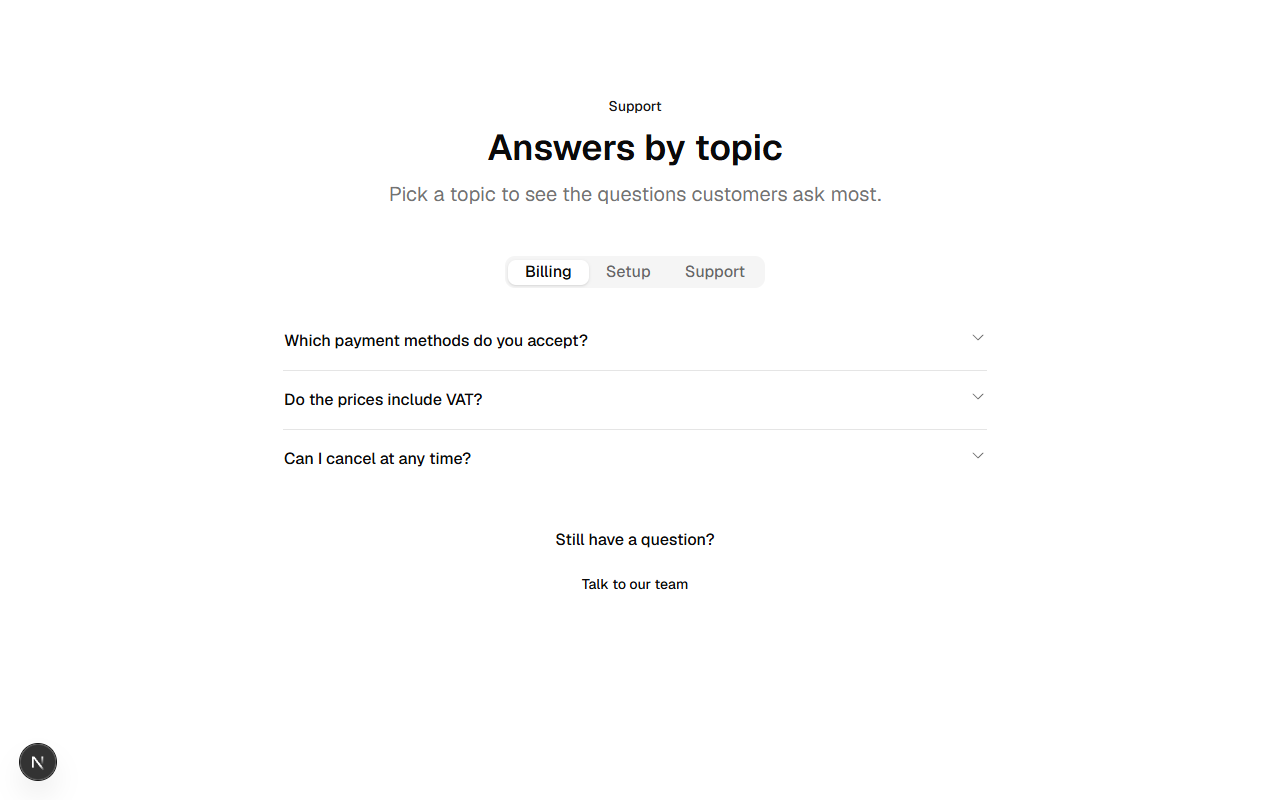 Support
Answers by topic
Pick a topic to see the questions customers ask most.
Billing Setup Support
Which payment methods do you accept?
Do the prices include VAT?
Can I cancel at any time?
Still have a question?
Talk to our team
N